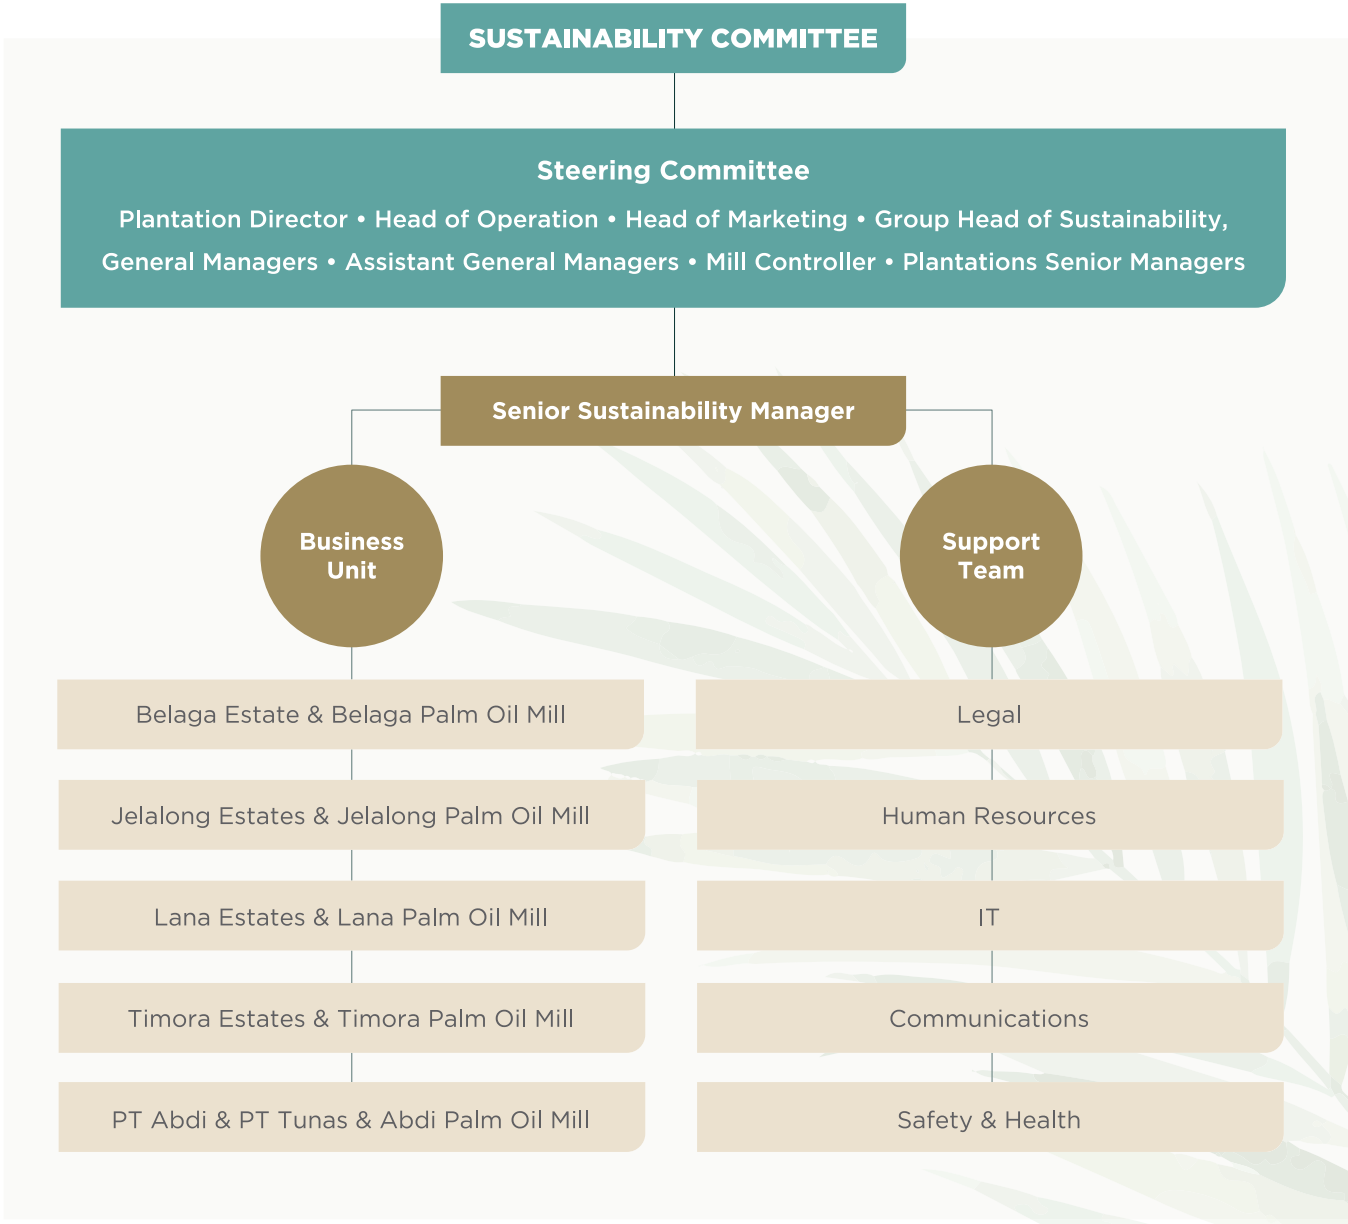 SUSTAINABILITY COMMITTEE
Steering Committee
Plantation Director • Head of Operation • Head of Marketing • Group Head of Sustainability,
General Managers • Assistant General Managers • Mill Controller • Plantations Senior Managers
Senior Sustainability Manager
Business
Unit
Belaga Estate & Belaga Palm Oil Mill
Jelalong Estates & Jelalong Palm Oil Mill
Lana Estates & Lana Palm Oil Mill
Timora Estates & Timora Palm Oil Mill
PT Abdi & PT Tunas & Abdi Palm Oil Mill
Support
Team
Legal
Human Resources
IT
Communications
Safety & Health